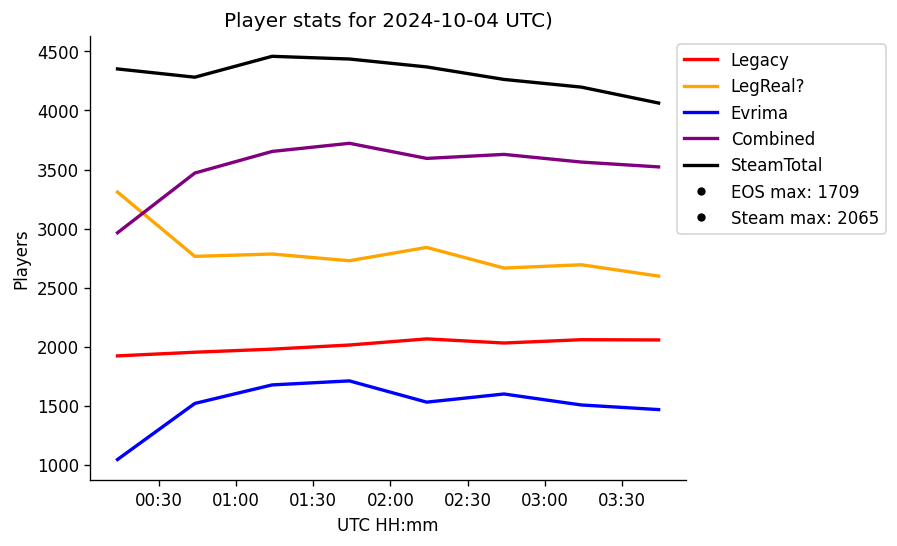 Player stats for 2024-10-04 UTC)
4500
4000
3500
3000
2500
2000
1500
1000
Players
00:30 01:00 01:30 02:00 02:30 03:00 03:30
UTC HH:mm
Legacy
LegReal?
Evrima
Combined
SteamTotal
EOS max: 1709
Steam max: 2065